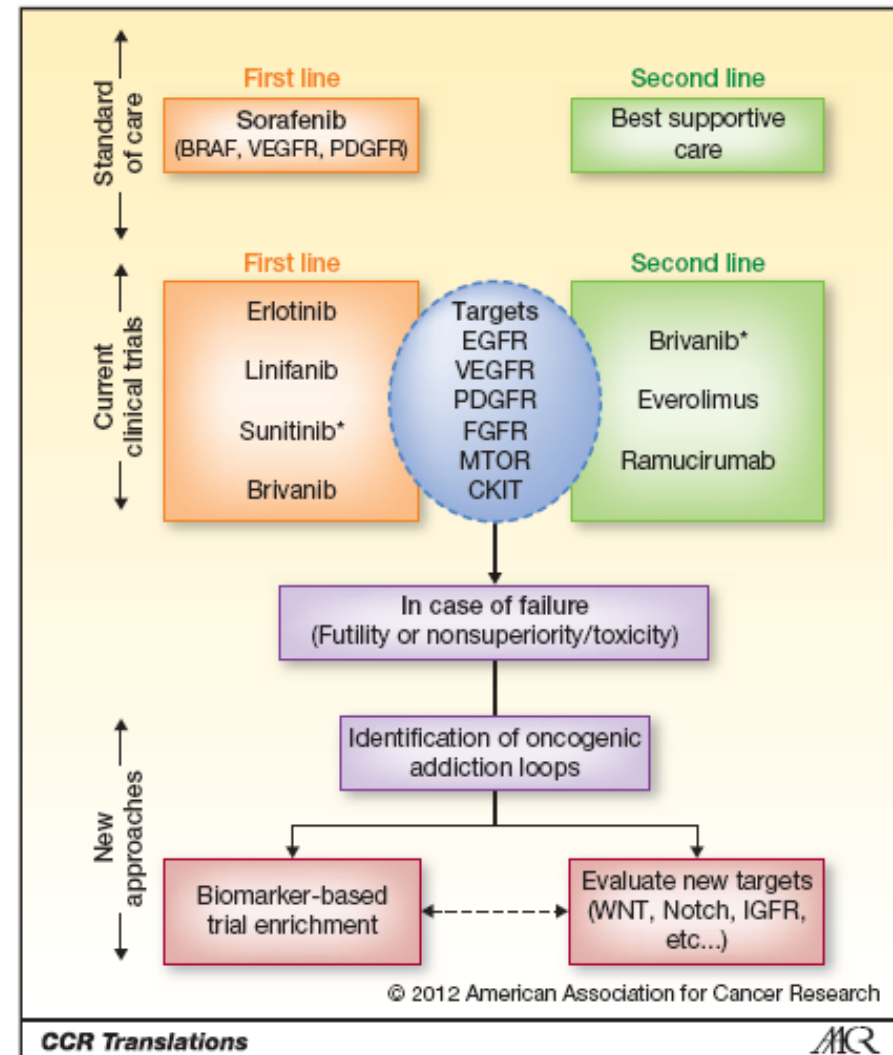 Standard
of care
First line
Sorafenib
(BRAF, VEGFR, PDGFR)
Second line
Best supportive
care
Current
clinical trials
First line
Erlotinib
Linifanib
Sunitinib*
Brivanib
Targets
EGFR
VEGFR
PDGFR
FGFR
MTOR
CKIT
Second line
Brivanib*
Everolimus
Ramucirumab
In case of failure
(Futility or nonsuperiority/toxicity)
New
approaches
Identification of oncogenic
addiction loops
Biomarker-based
trial enrichment
Evaluate new targets
(WNT, Notch, IGFR,
etc...)
© 2012 American Association for Cancer Research
CCR Translations
AACR